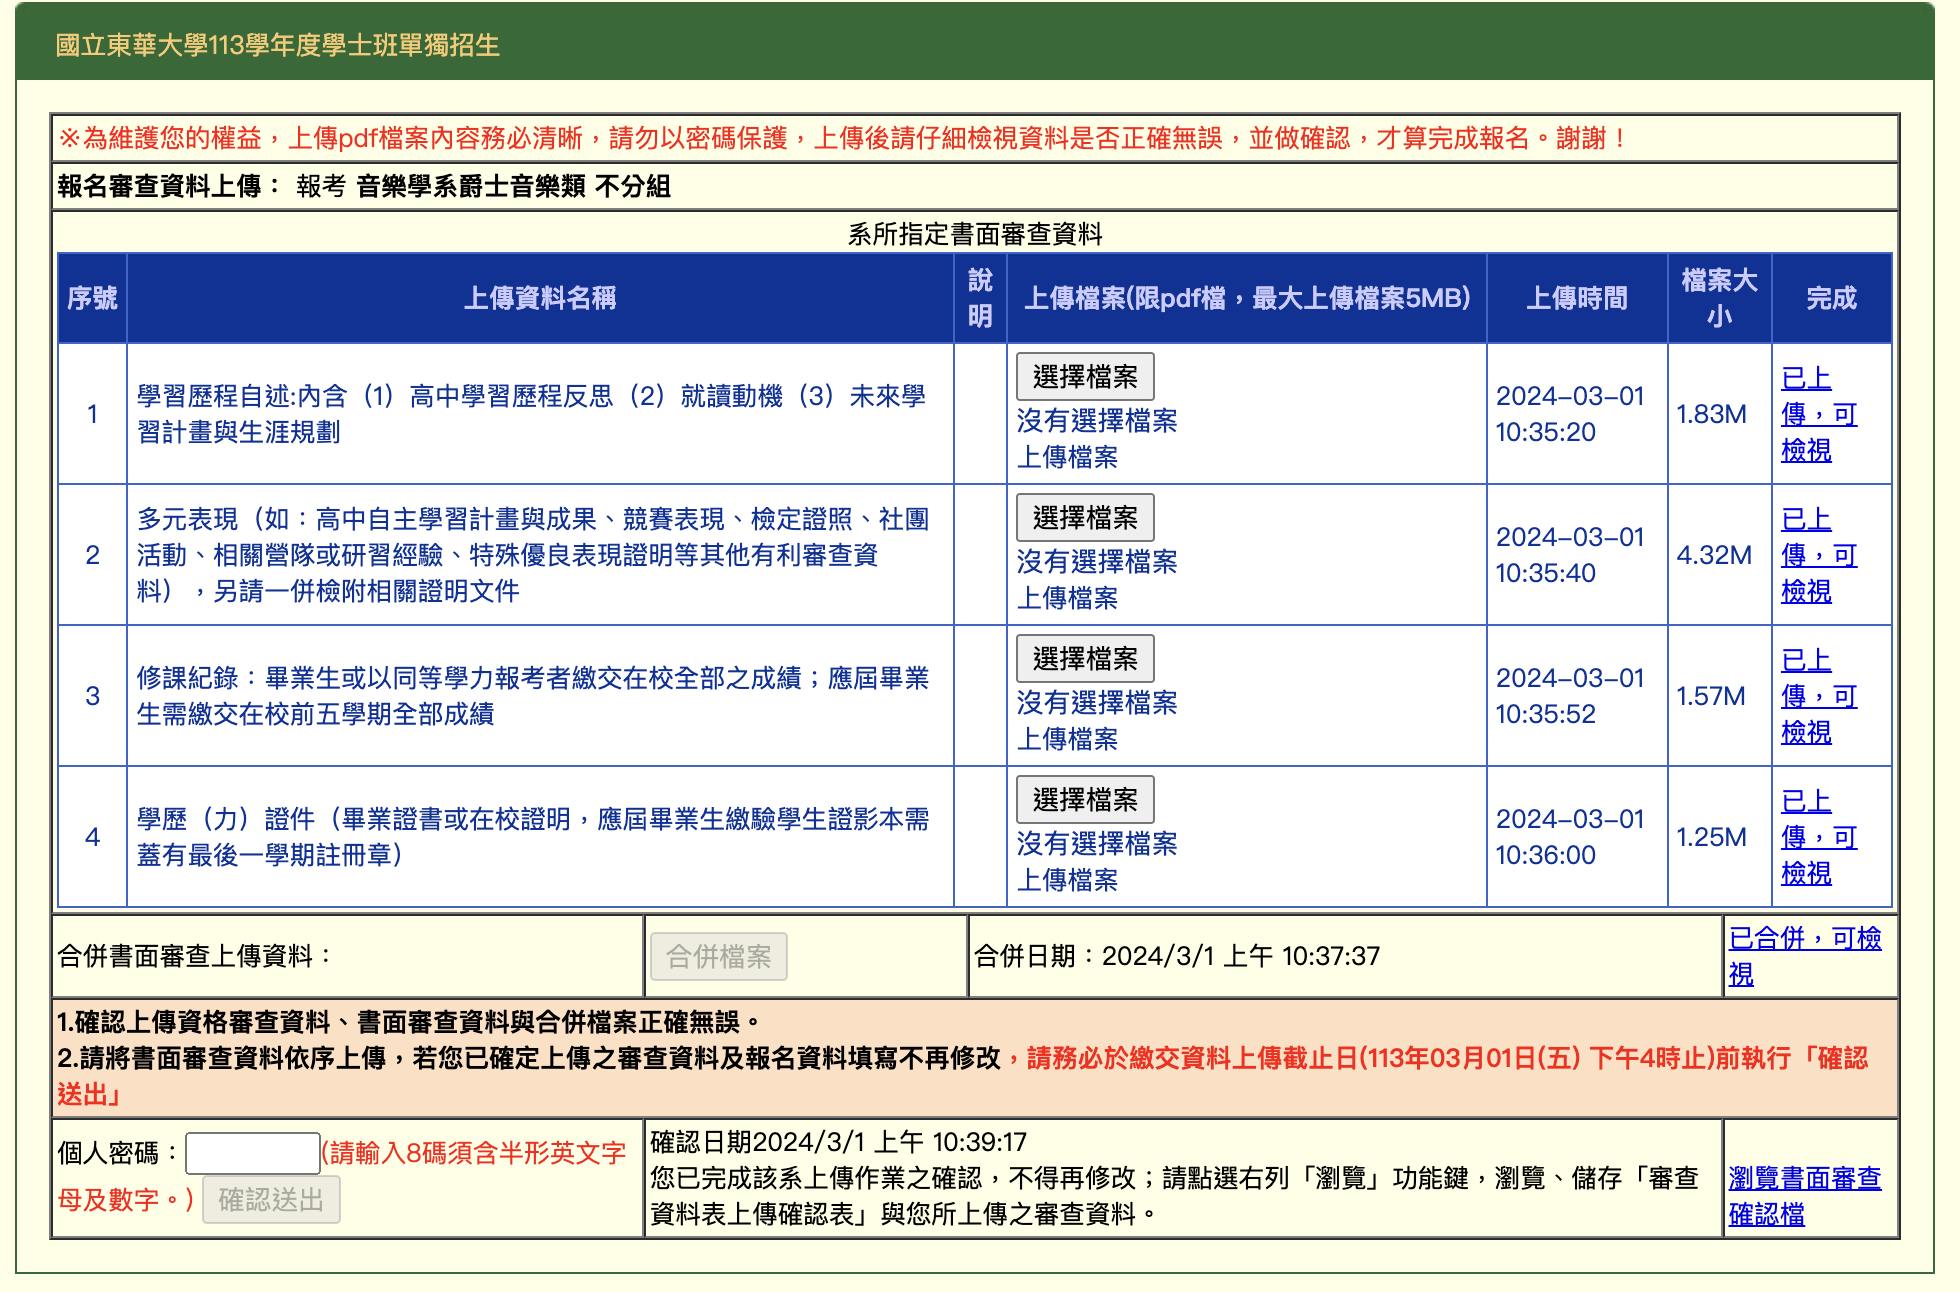 國立東華大學113學年度學士班單獨招生
※為維護您的權益，上傳pdf檔案內容務必清晰，請勿以密碼保護，上傳後請仔細檢視資料是否正確無誤，並做確認，才算完成報名。謝謝！
報名審查資料上傳： 報考 音樂學系爵士音樂類 不分組
系所指定書面審查資料
序號 上傳資料名稱 說明 上傳檔案(限pdf檔，最大上傳檔案5MB) 上傳時間 檔案大小 完成
1
學習歷程自述:內含（1）高中學習歷程反思（2）就讀動機（3）未來學
習計畫與生涯規劃
選擇檔案
沒有選擇檔案
上傳檔案
2024-03-01
10:35:20
1.83M
已上
傳，可
檢視
2
多元表現（如：高中自主學習計畫與成果、競賽表現、檢定證照、社團
活動、相關營隊或研習經驗、特殊優良表現證明等其他有利審查資
料），另請一併檢附相關證明文件
選擇檔案
沒有選擇檔案
上傳檔案
2024-03-01
10:35:40
4.32M
已上
傳，可
檢視
3
修課紀錄：畢業生或以同等學力報考者繳交在校全部之成績；應屆畢業
生需繳交在校前五學期全部成績
選擇檔案
沒有選擇檔案
上傳檔案
2024-03-01
10:35:52
1.57M
已上
傳，可
檢視
4
學歷（力）證件（畢業證書或在校證明，應屆畢業生繳驗學生證影本需
蓋有最後一學期註冊章）
選擇檔案
沒有選擇檔案
上傳檔案
2024-03-01
10:36:00
1.25M
已上
傳，可
檢視
合併書面審查上傳資料：
合併檔案
合併日期：2024/3/1 上午 10:37:37
已合併，可檢
視
1.確認上傳資格審查資料、書面審查資料與合併檔案正確無誤。
2.請將書面審查資料依序上傳，若您已確定上傳之審查資料及報名資料填寫不再修改，請務必於繳交資料上傳截止日(113年03月01日(五) 下午4時止)前執行「確認
送出」
個人密碼：(請輸入8碼須含半形英文字
母及數字。) 確認送出
確認日期2024/3/1 上午 10:39:17
您已完成該系上傳作業之確認，不得再修改；請點選右列「瀏覽」功能鍵，瀏覽、儲存「審查
資料表上傳確認表」與您所上傳之審查資料。
瀏覽書面審查
確認檔